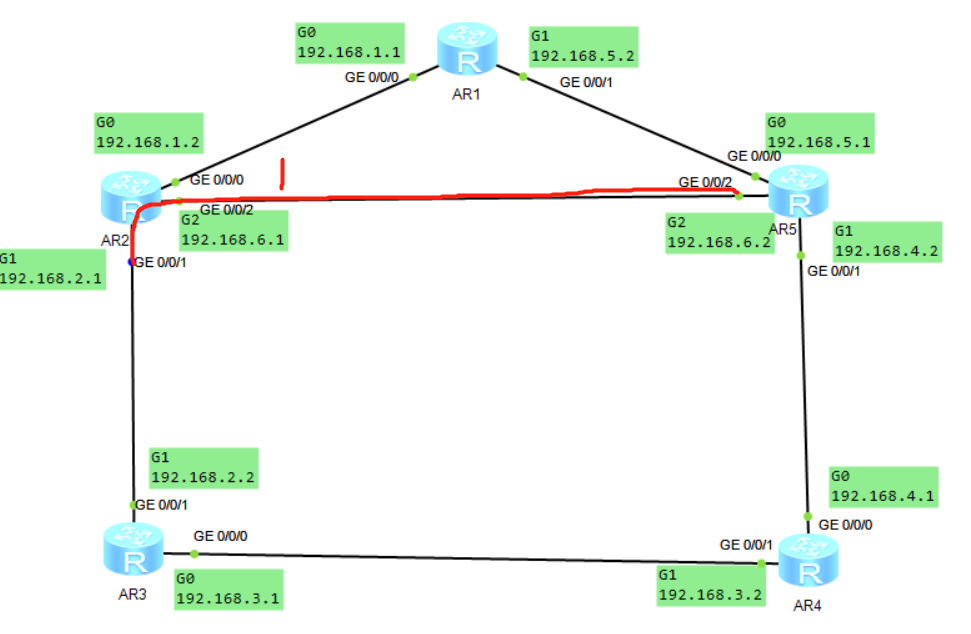 G0
192.168.1.1
GE 0/0/0
R
AR1
G1
192.168.5.2
GE 0/0/1
G0
192.168.1.2
GE 0/0/0
R
AR2
GE 0/0/2
G2
192.168.6.1
G1
192.168.2.1
GE 0/0/1
G0
192.168.5.1
GE 0/0/0
GE 0/0/2
R
AR5
G2
192.168.6.2
G1
192.168.4.2
GE 0/0/1
G1
192.168.2.2
GE 0/0/1
R
AR3
GE 0/0/0
G0
192.168.3.1
G0
192.168.4.1
GE 0/0/0
GE 0/0/1
R
AR4
G1
192.168.3.2